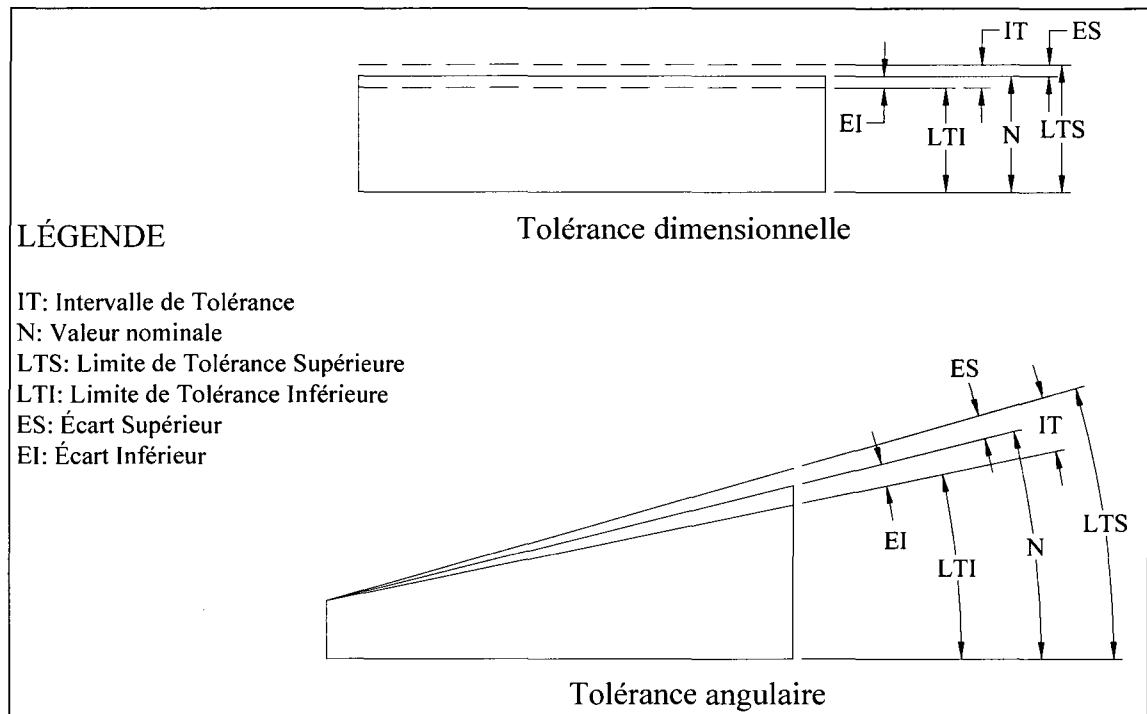 IT
ES
EI
LTI
N
LTS
Tolérance dimensionnelle
LÉGENDE
IT: Intervalle de Tolérance
N: Valeur nominale
LTS: Limite de Tolérance Supérieure
LTI: Limite de Tolérance Inférieure
ES: Écart Supérieur
EI: Écart Inférieur
ES
IT
EI
LTI
N
LTS
Tolérance angulaire